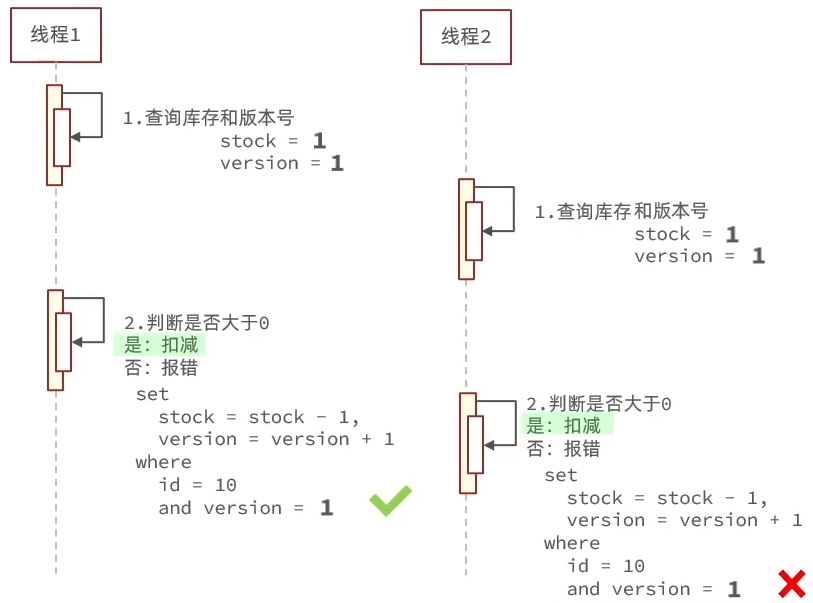 线程1
1.查询库存和版本号
stock = 1
version = 1
2.判断是否大于0
是：扣减
否：报错
set
stock = stock - 1,
version = version + 1
where
id = 10
and version = 1
线程2
1.查询库存和版本号
stock = 1
version = 1
2.判断是否大于0
是：扣减
否：报错
set
stock = stock - 1,
version = version + 1
where
id = 10
and version = 1